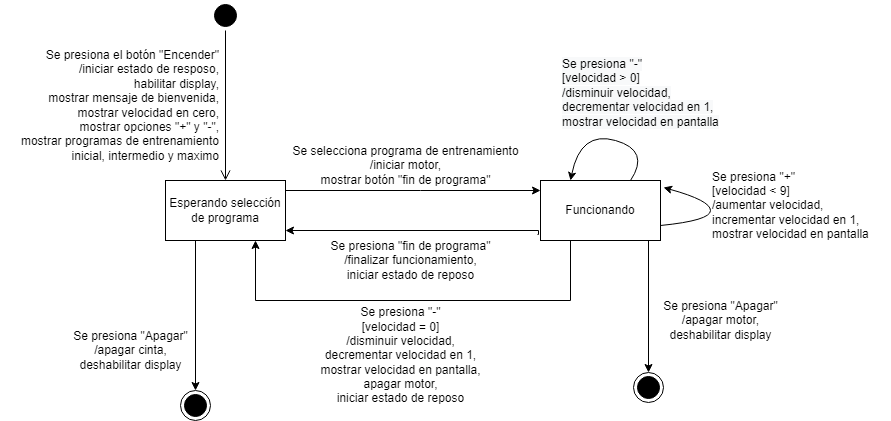 Se presiona el botón "Encender"
/iniciar estado de resposo,
habilitar display,
mostrar mensaje de bienvenida,
mostrar velocidad en cero,
mostrar opciones "+" y "-",
mostrar programas de entrenamiento
inicial, intermedio y maximo
Se presiona "-"
[velocidad > 0]
/disminuir velocidad,
decrementar velocidad en 1,
mostrar velocidad en pantalla
Se selecciona programa de entrenamiento
/iniciar motor,
mostrar botón "fin de programa"
Se presiona "+"
[velocidad < 9]
/aumentar velocidad,
incrementar velocidad en 1,
mostrar velocidad en pantalla
Esperando selección
de programa
Funcionando
Se presiona "fin de programa"
/finalizar funcionamiento,
iniciar estado de reposo
Se presiona "-"
[velocidad = 0]
/disminuir velocidad,
decrementar velocidad en 1,
mostrar velocidad en pantalla,
apagar motor,
iniciar estado de reposo
Se presiona "Apagar"
/apagar cinta,
deshabilitar display
Se presiona "Apagar"
/apagar motor,
deshabilitar display